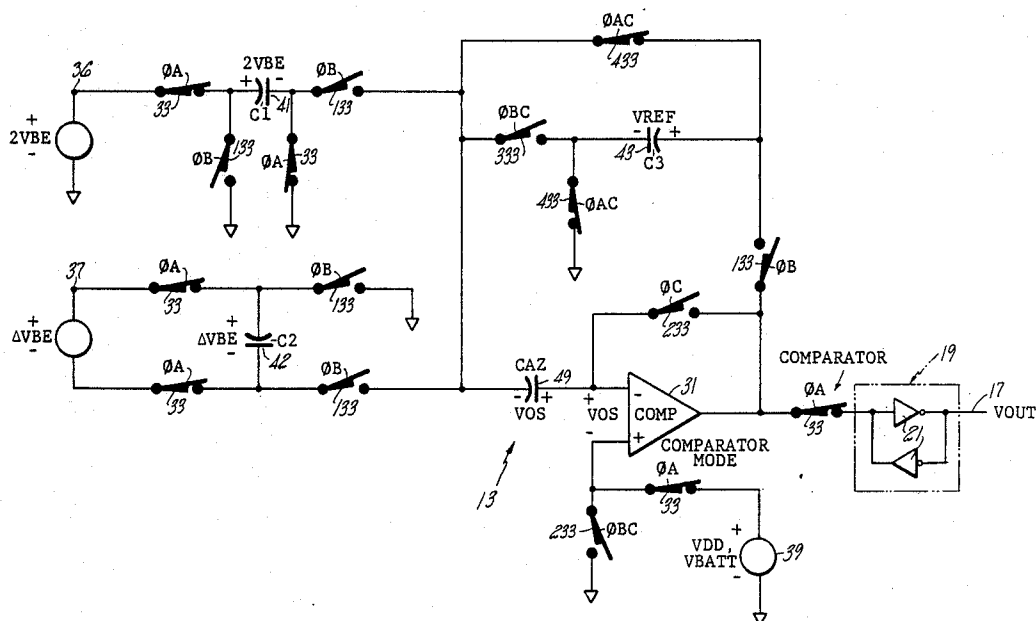 ØAC
433
36
ØA
33
2VBE
+ -
C1
41
ØB
133
+
2VBE
-
ØB
133
ØA
33
ØBC
333
VREF
- +
43
C3
433
ØAC
37
ØA
33
ØB
133
133
ØB
+
ΔVBE
-
+
ΔVBE
-
C2
42
ØC
233
ØA
33
ØB
133
CAZ
49
- +
VOS
+
VOS
-
-
COMP
+
31
COMPARATOR
ØA
33
19
17
VOUT
21
COMPARATOR
MODE
13
ØA
33
233
ØBC
+
VDD,
VBATT
-
39